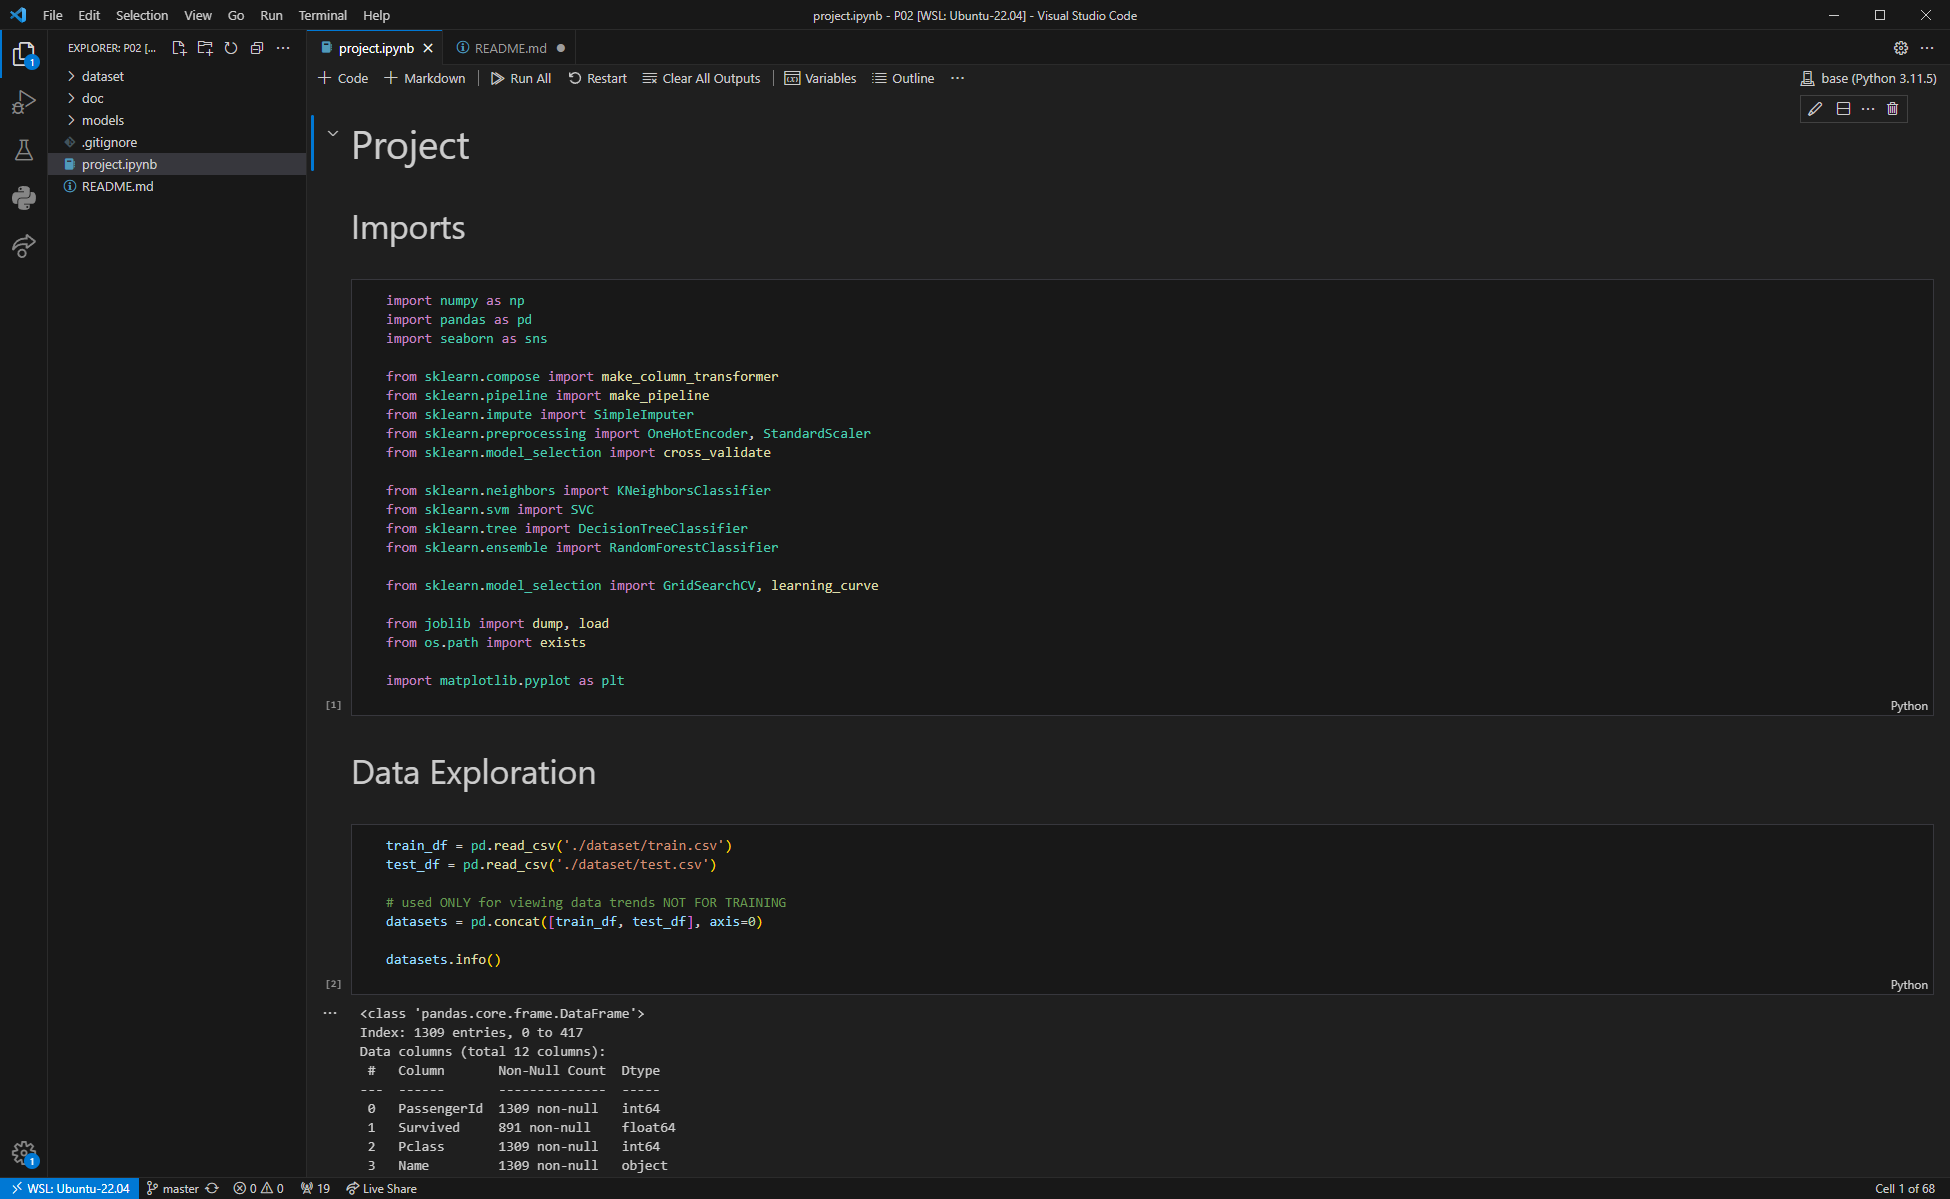 File Edit Selection View Go Run Terminal Help
project.ipynb - P02 [WSL: Ubuntu-22.04] - Visual Studio Code
EXPLORER: P02 [...
dataset
doc
models
.gitignore
project.ipynb
README.md
1
1
project.ipynb
README.md
Code Markdown Run All Restart Clear All Outputs Variables Outline ...
base (Python 3.11.5)
Project
Imports
import numpy as np
import pandas as pd
import seaborn as sns
from sklearn.compose import make_column_transformer
from sklearn.pipeline import make_pipeline
from sklearn.impute import SimpleImputer
from sklearn.preprocessing import OneHotEncoder, StandardScaler
from sklearn.model_selection import cross_validate
from sklearn.neighbors import KNeighborsClassifier
from sklearn.svm import SVC
from sklearn.tree import DecisionTreeClassifier
from sklearn.ensemble import RandomForestClassifier
from sklearn.model_selection import GridSearchCV, learning_curve
from joblib import dump, load
from os.path import exists
import matplotlib.pyplot as plt
[1]
Python
Data Exploration
train_df = pd.read_csv('./dataset/train.csv')
test_df = pd.read_csv('./dataset/test.csv')
# used ONLY for viewing data trends NOT FOR TRAINING
datasets = pd.concat([train_df, test_df], axis=0)
datasets.info()
[2]
Python
... <class 'pandas.core.frame.DataFrame'>
Index: 1309 entries, 0 to 417
Data columns (total 12 columns):
 #   Column       Non-Null Count  Dtype
---  ------       --------------  -----
 0   PassengerId  1309 non-null   int64
 1   Survived     891 non-null    float64
 2   Pclass       1309 non-null   int64
 3   Name         1309 non-null   object
WSL: Ubuntu-22.04 master 0 0 19 Live Share
Cell 1 of 68